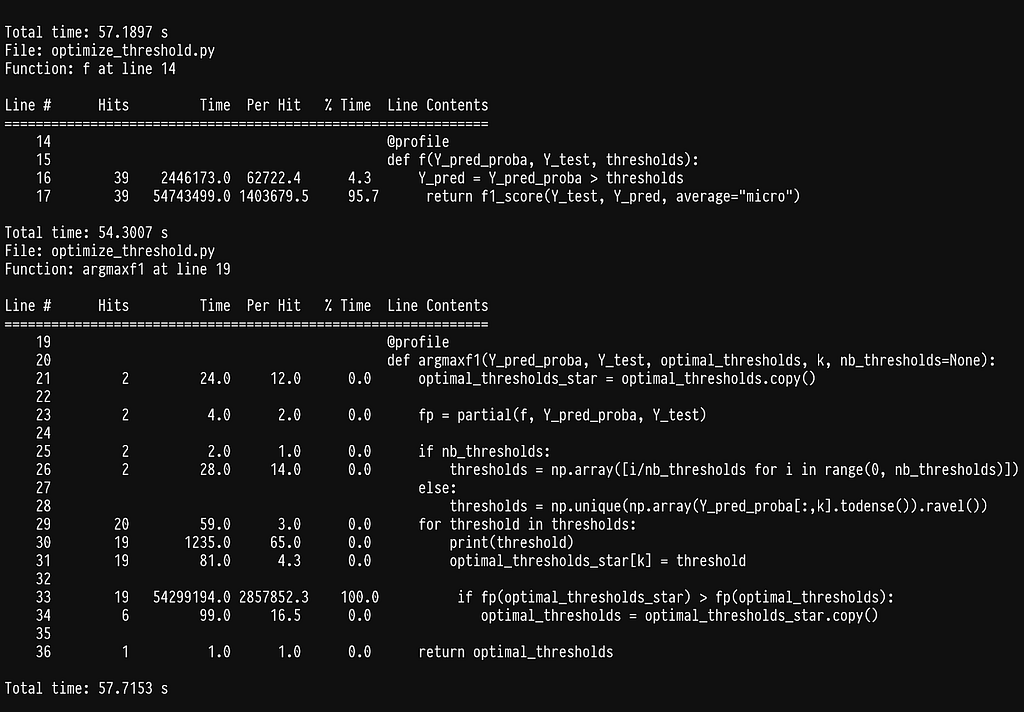 Total time: 57.1897 s
File: optimize_threshold.py
Function: f at line 14
Line #      Hits         Time  Per Hit   % Time  Line Contents
==============================================================
    14                                           @profile
    15                                           def f(Y_pred_proba, Y_test, thresholds):
    16        39    2446173.0  62722.4      4.3      Y_pred = Y_pred_proba > thresholds
    17        39   54743499.0 1403679.5     95.7      return f1_score(Y_test, Y_pred, average="micro")
Total time: 54.3007 s
File: optimize_threshold.py
Function: argmaxf1 at line 19
Line #      Hits         Time  Per Hit   % Time  Line Contents
==============================================================
    19                                           @profile
    20                                           def argmaxf1(Y_pred_proba, Y_test, optimal_thresholds, k, nb_thresholds=None):
    21         2         24.0     12.0      0.0      optimal_thresholds_star = optimal_thresholds.copy()
    22
    23         2          4.0      2.0      0.0      fp = partial(f, Y_pred_proba, Y_test)
    24
    25         2          2.0      1.0      0.0      if nb_thresholds:
    26         2         28.0     14.0      0.0          thresholds = np.array([i/nb_thresholds for i in range(0, nb_thresholds)])
    27                                               else:
    28                                                   thresholds = np.unique(np.array(Y_pred_proba[:,k].todense()).ravel())
    29        20         59.0      3.0      0.0      for threshold in thresholds:
    30        19       1235.0     65.0      0.0          print(threshold)
    31        19         81.0      4.3      0.0          optimal_thresholds_star[k] = threshold
    32
    33        19   54299194.0 2857852.3    100.0          if fp(optimal_thresholds_star) > fp(optimal_thresholds):
    34         6         99.0     16.5      0.0              optimal_thresholds = optimal_thresholds_star.copy()
    35
    36         1          1.0      1.0      0.0      return optimal_thresholds
Total time: 57.7153 s